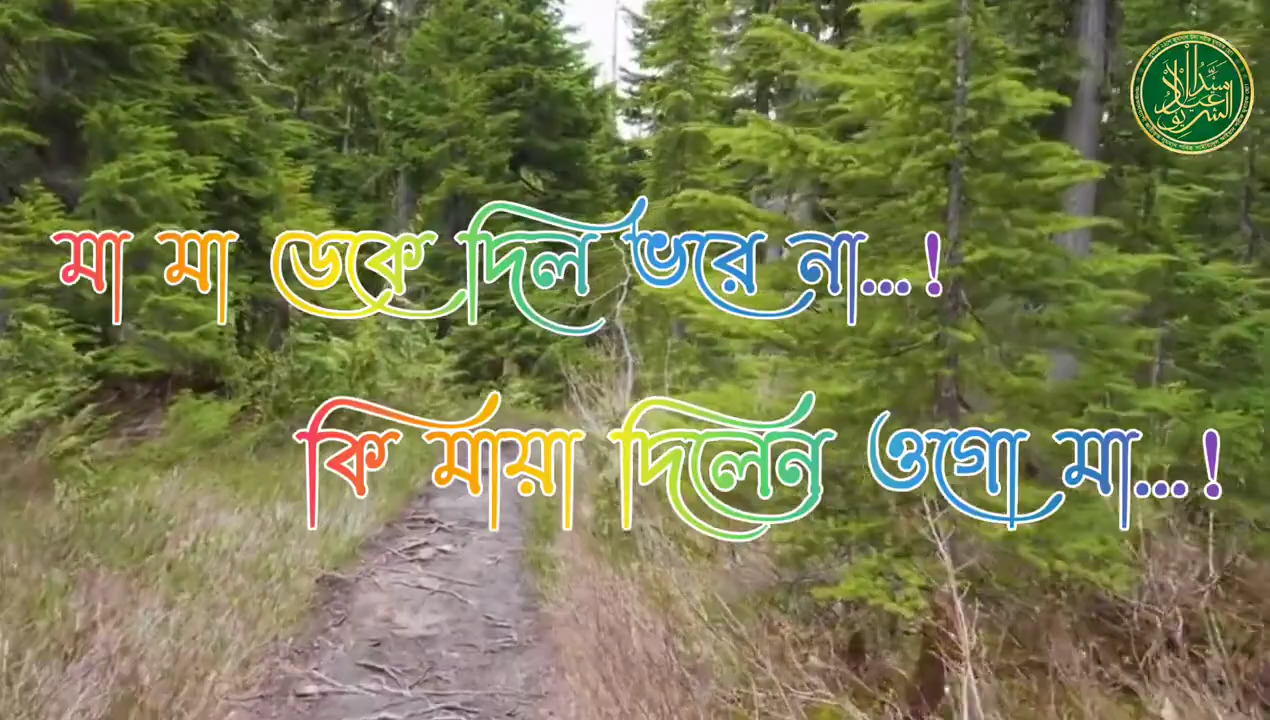 মা মা ডেকে দিল ভরে না...!
কি মায়া দিলেন ওগো মা...!